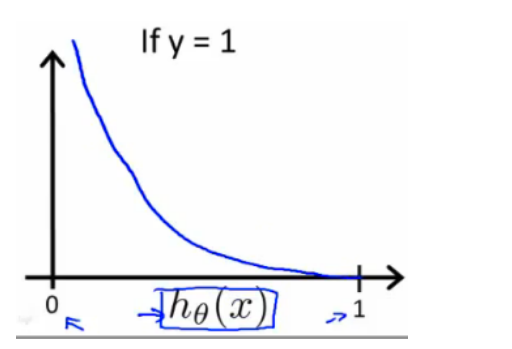 If y = 1
0
hθ(x)
1